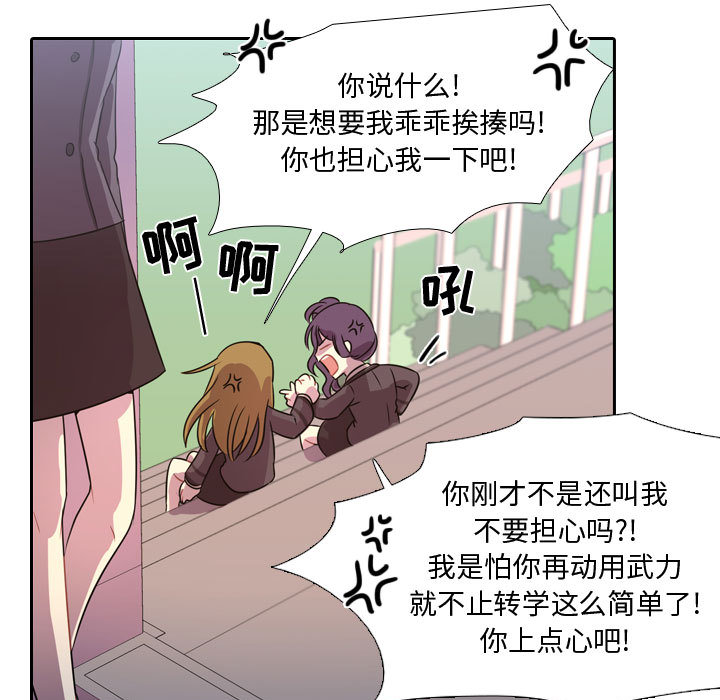 你说什么!
那是想要我乖乖挨揍吗!
你也担心我一下吧!
啊
啊
吼
你刚才不是还叫我
不要担心吗?!
我是怕你再动用武力
就不止转学这么简单了!
你上点心吧!